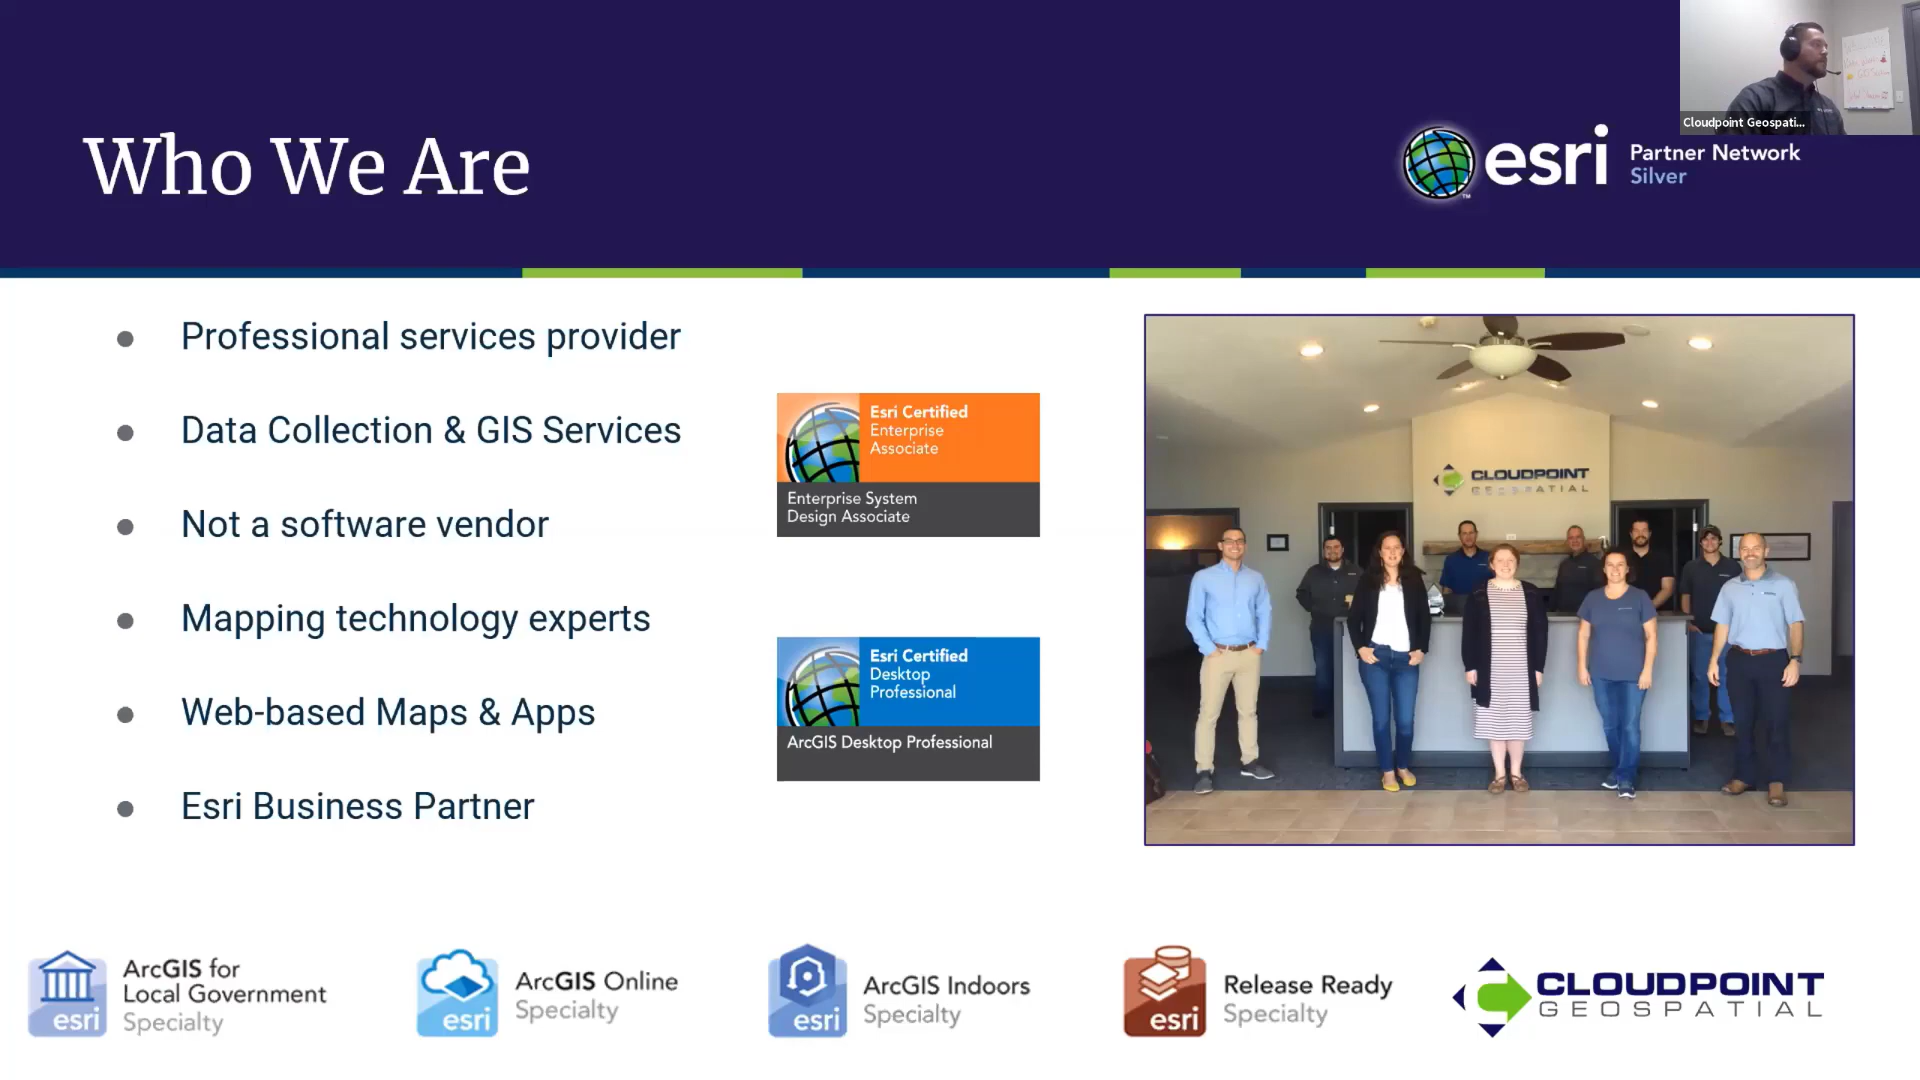 Who We Are
esri
Partner Network
Silver
TM
Cloudpoint Geospati...
Professional services provider
Data Collection & GIS Services
Not a software vendor
Mapping technology experts
Web-based Maps & Apps
Esri Business Partner
Esri Certified
Enterprise
Associate
Enterprise System
Design Associate
Esri Certified
Desktop
Professional
ArcGIS Desktop Professional
CLOUDPOINT
GEOSPATIAL
esri
ArcGIS for
Local Government
Specialty
esri
ArcGIS Online
Specialty
esri
ArcGIS Indoors
Specialty
esri
Release Ready
Specialty
CLOUDPOINT
GEOSPATIAL